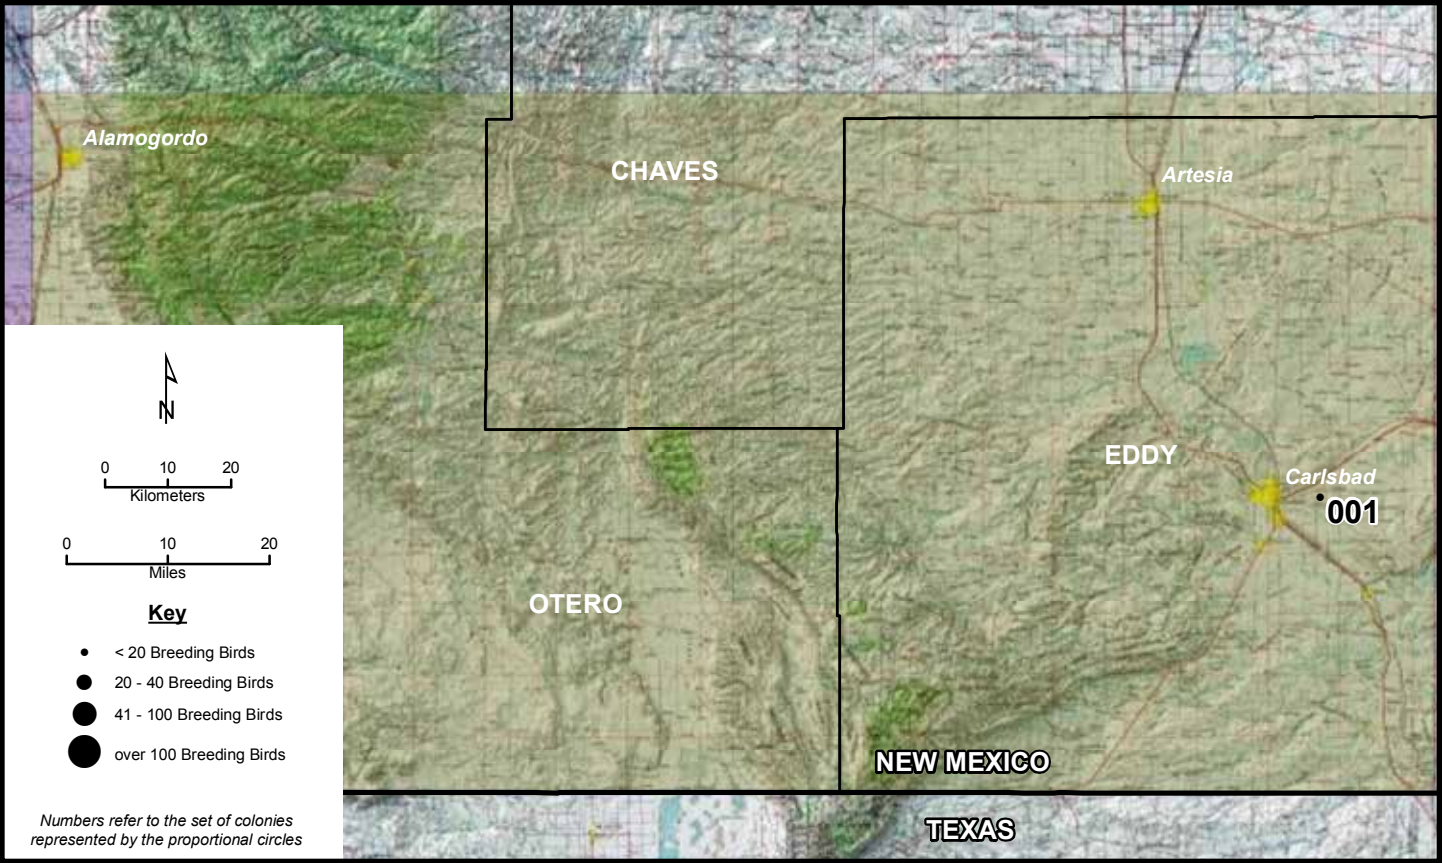 Alamogordo
CHAVES
Artesia
EDDY
Carlsbad
001
OTERO
NEW MEXICO
TEXAS
N
0 10 20
Kilometers
0 10 20
Miles
Key
< 20 Breeding Birds
20 - 40 Breeding Birds
41 - 100 Breeding Birds
over 100 Breeding Birds
Numbers refer to the set of colonies
represented by the proportional circles